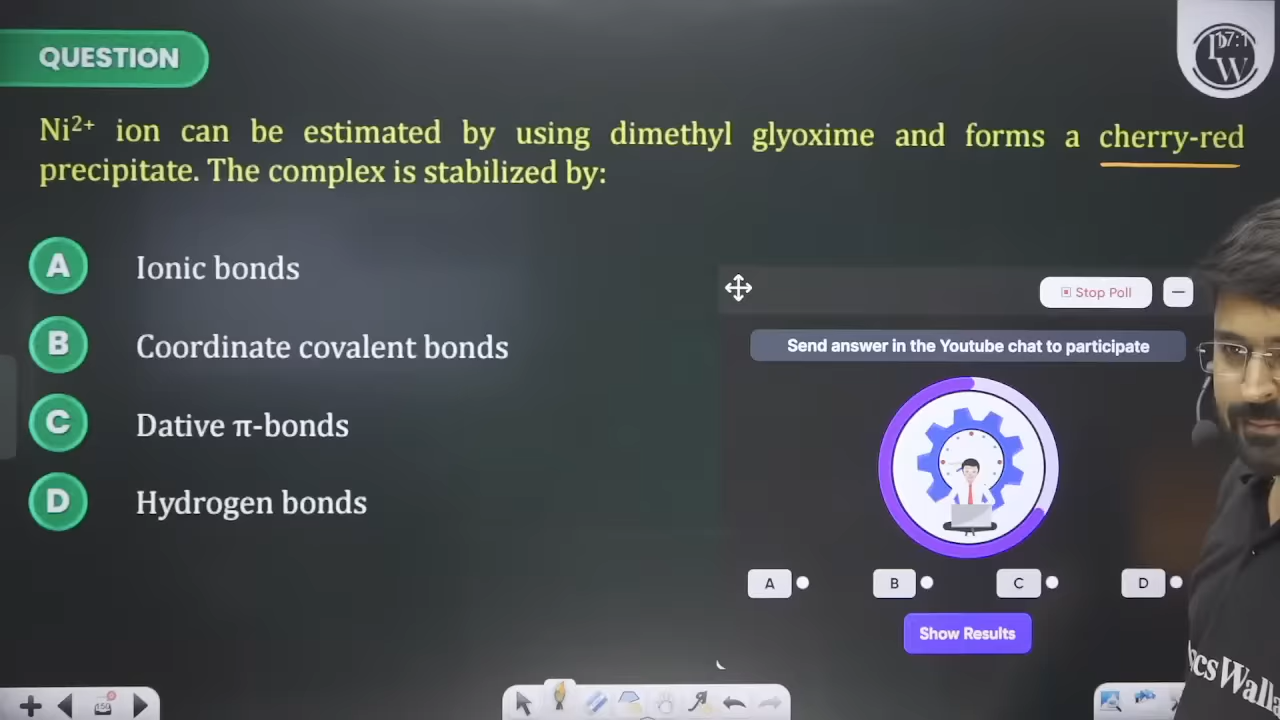 QUESTION
Ni²⁺ ion can be estimated by using dimethyl glyoxime and forms a cherry-red
precipitate. The complex is stabilized by:
A Ionic bonds
B Coordinate covalent bonds
C Dative π-bonds
D Hydrogen bonds
Stop Poll
Send answer in the Youtube chat to participate
A B C D
Show Results
W
150